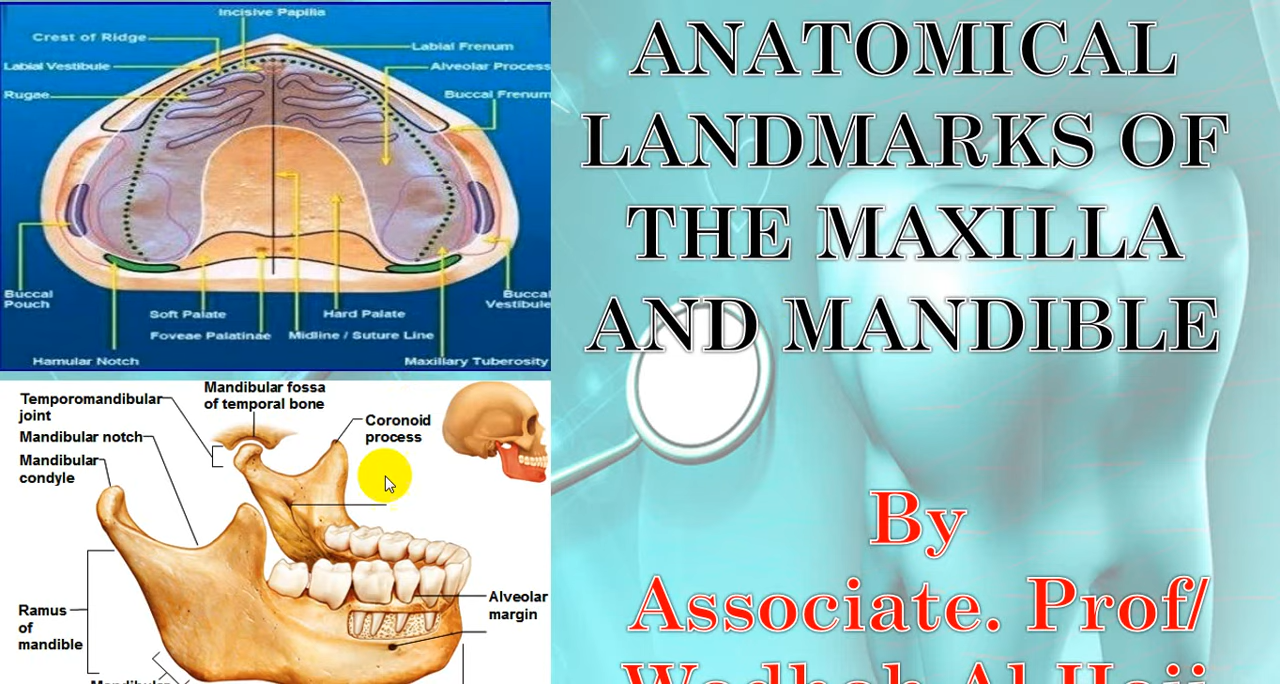 Incisive Papilla
Crest of Ridge
Labial Frenum
Labial Vestibule
Alveolar Process
Rugae
Buccal Frenum
Buccal
Pouch
Buccal
Vestibule
Soft Palate
Hard Palate
Foveae Palatinae
Midline / Suture Line
Hamular Notch
Maxillary Tuberosity
Mandibular fossa
of temporal bone
Temporomandibular
joint
Coronoid
process
Mandibular notch
Mandibular
condyle
Alveolar
margin
Ramus
of
mandible
Mandibular
ANATOMICAL
LANDMARKS OF
THE MAXILLA
AND MANDIBLE
By
Associate. Prof/